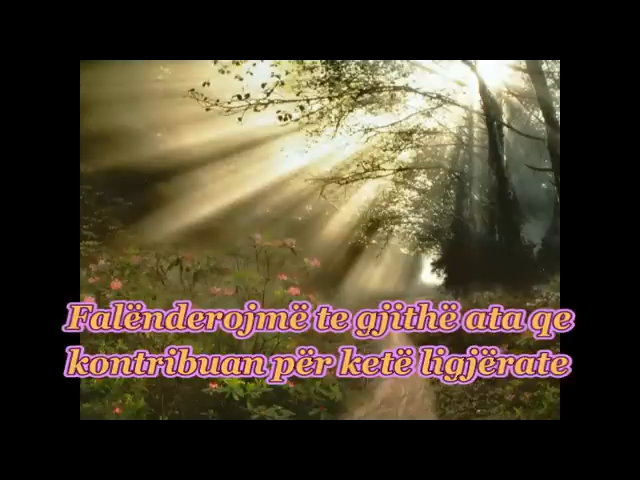 Falënderojmë te gjithë ata qe
kontribuan për ketë ligjërate